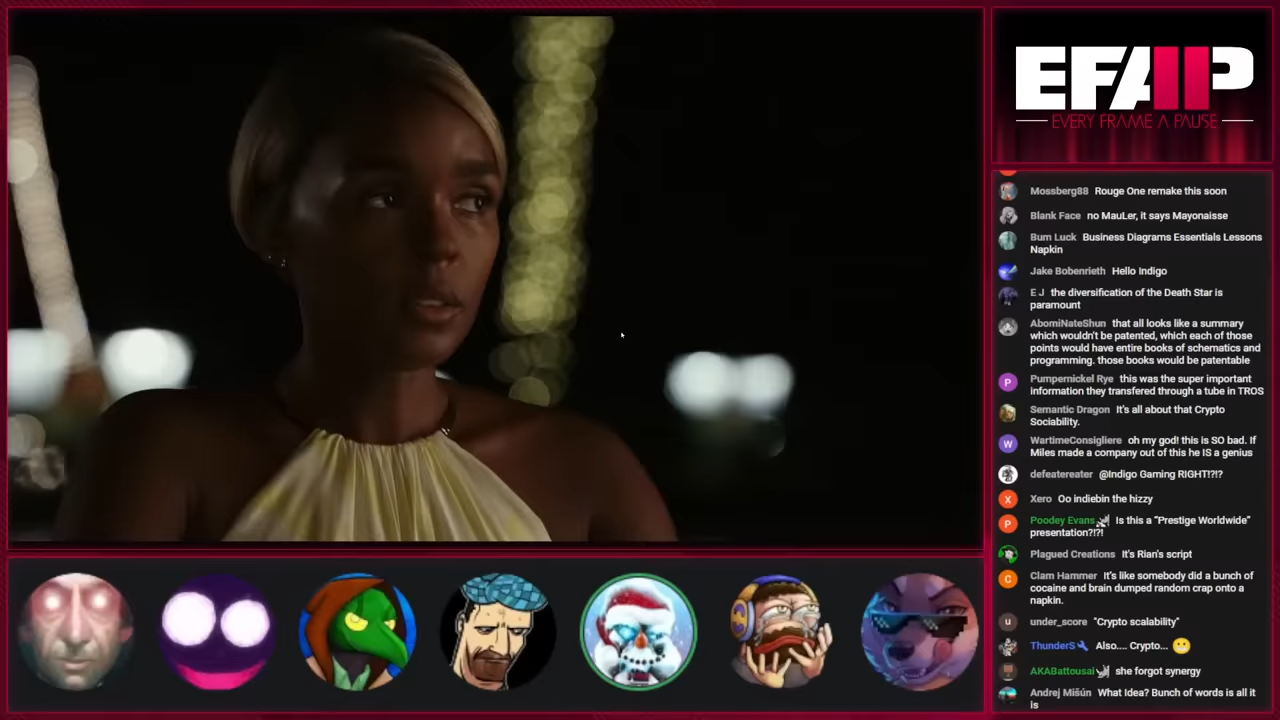 EFAP
EVERY FRAME A PAUSE
Mossberg88 Rouge One remake this soon
Blank Face no MauLer, it says Mayonaisse
Bum Luck Business Diagrams Essentials Lessons
Napkin
Jake Bobenrieth Hello Indigo
E J the diversification of the Death Star is
paramount
AbomiNateShun that all looks like a summary
which wouldn't be patented, which each of those
points would have entire books of schematics and
programming. those books would be patentable
P Pumpernickel Rye this was the super important
information they transfered through a tube in TROS
Semantic Dragon It's all about that Crypto
Sociability.
W WartimeConsigliere oh my god! this is SO bad. If
Miles made a company out of this he IS a genius
defeatereater @Indigo Gaming RIGHT!?!?
X Xero Oo indiebin the hizzy
P Poodey Evans Is this a "Prestige Worldwide"
presentation?!?!
Plagued Creations It's Rian's script
C Clam Hammer It's like somebody did a bunch of
cocaine and brain dumped random crap onto a
napkin.
u under_score "Crypto scalability"
ThunderS Also.... Crypto... 😬
AKABattousai she forgot synergy
Andrej Mišún What Idea? Bunch of words is all it
is